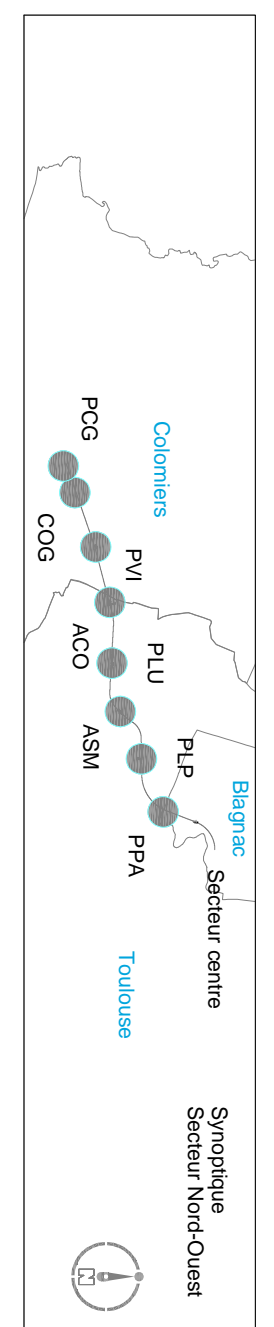 PCG
COG
Colomiers
PVI
ACO
PLU
ASM
PLP
PPA
Blagnac
Secteur centre
Toulouse
Synoptique
Secteur Nord-Ouest
N